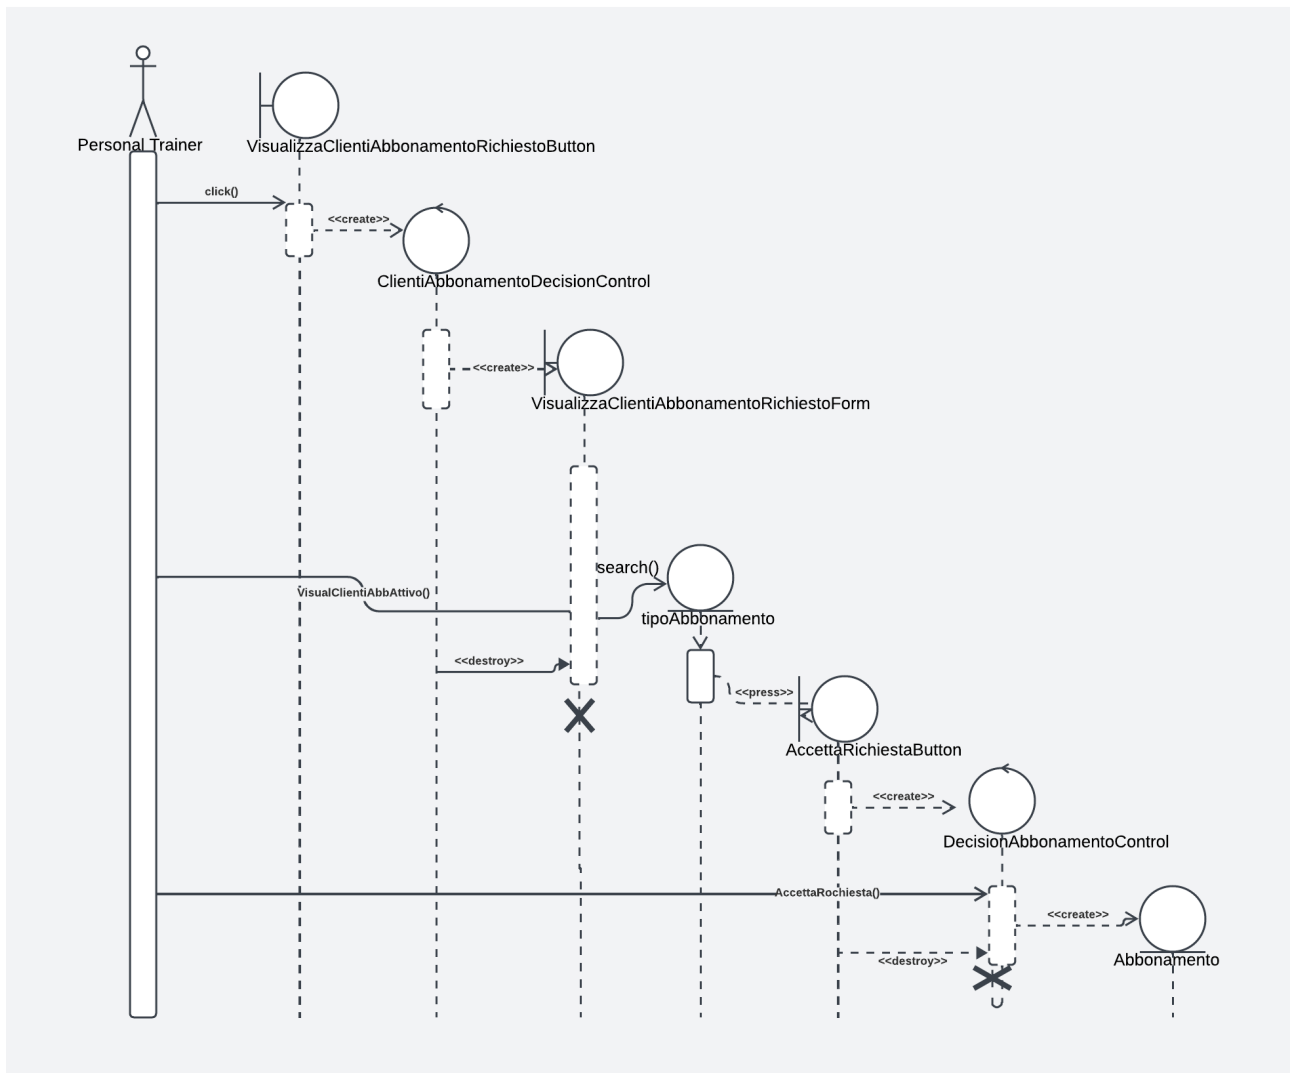 Personal Trainer
VisualizzaClientiAbbonamentoRichiestoButton
click()
<<create>>
ClientiAbbonamentoDecisionControl
<<create>>
VisualizzaClientiAbbonamentoRichiestoForm
search()
VisualClientiAbbAttivo()
tipoAbbonamento
<<destroy>>
<<press>>
AccettaRichiestaButton
<<create>>
DecisionAbbonamentoControl
AccettaRochiesta()
<<create>>
Abbonamento
<<destroy>>